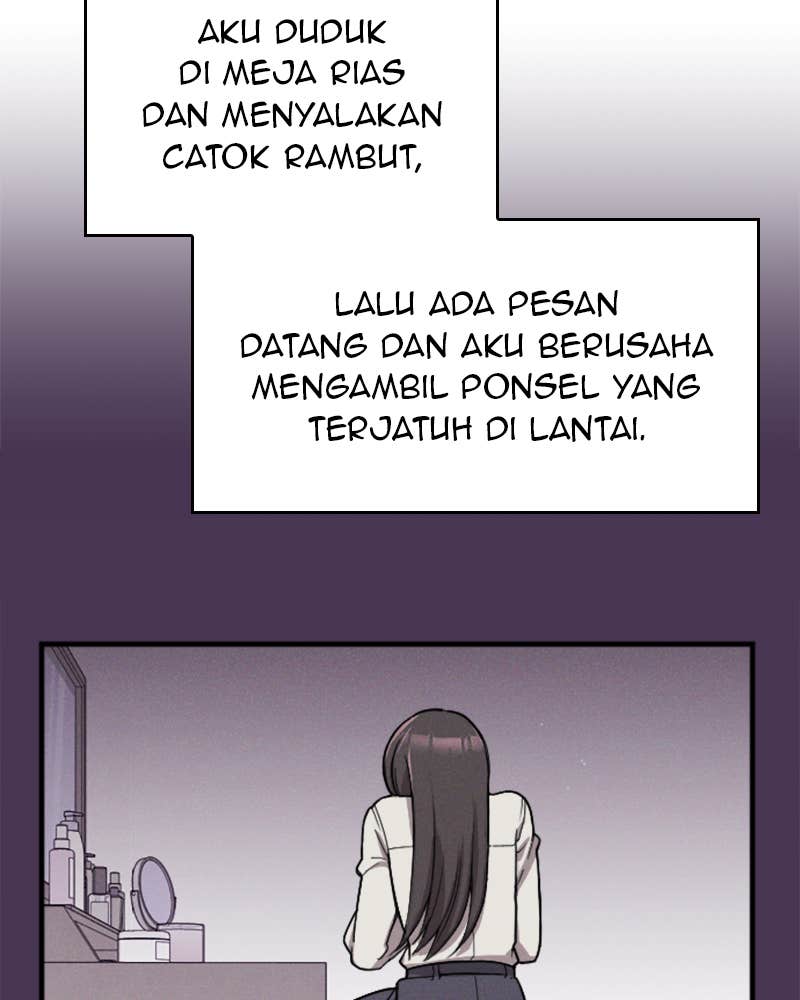 AKU DUDUK
DI MEJA RIAS
DAN MENYALAKAN
CATOK RAMBUT,
LALU ADA PESAN
DATANG DAN AKU BERUSAHA
MENGAMBIL PONSEL YANG
TERJATUH DI LANTAI.